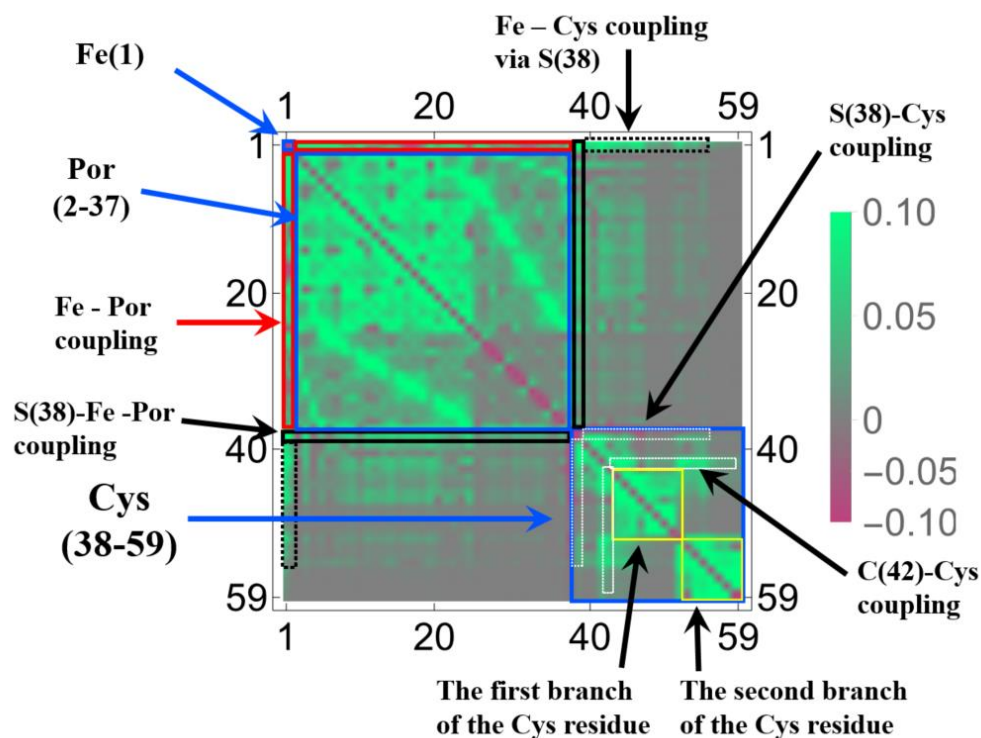 Fe – Cys coupling
via S(38)
Fe(1)
1 20 40 59
S(38)-Cys
coupling
1
1
Por
(2-37)
0.10
20
20
0.05
Fe - Por
coupling
S(38)-Fe -Por
coupling
0
40
40
-0.05
Cys
(38-59)
-0.10
C(42)-Cys
coupling
59
59
1 20 40 59
The first branch
of the Cys residue
The second branch
of the Cys residue